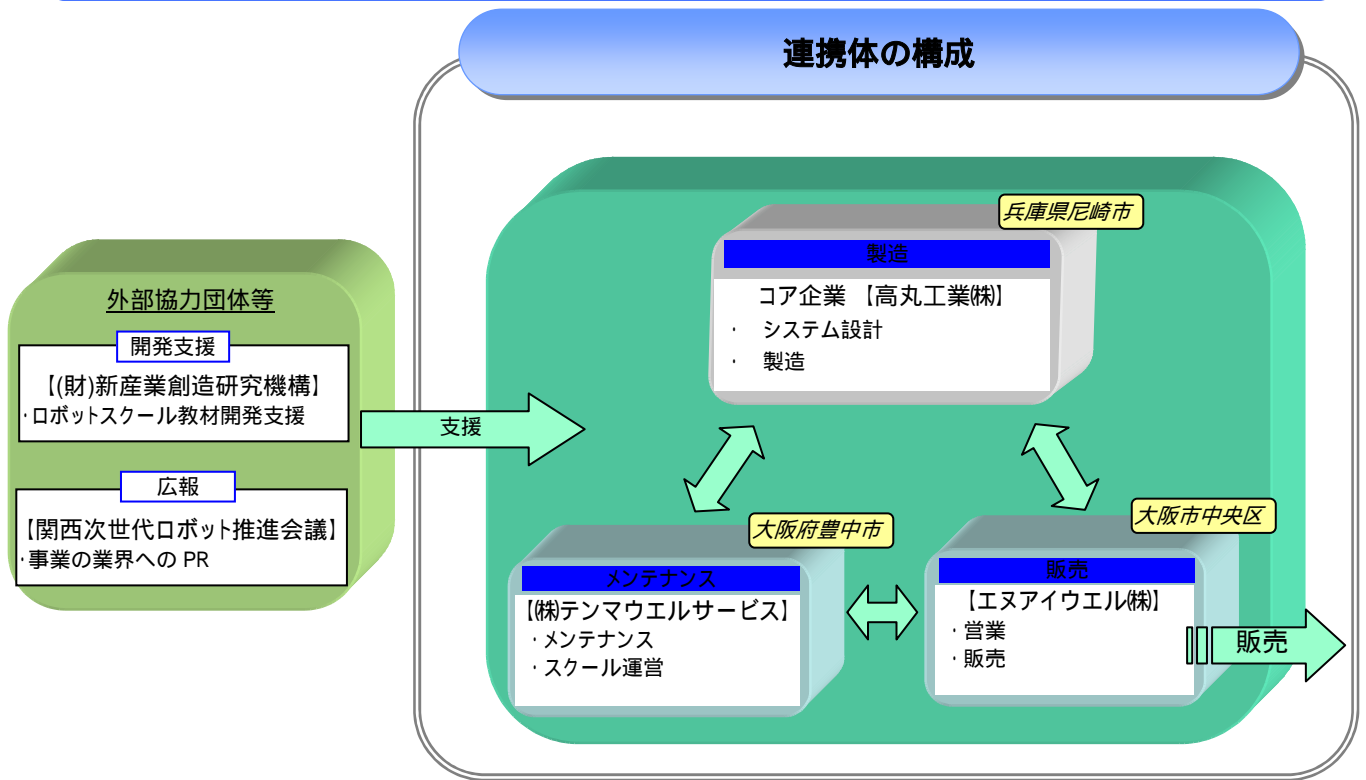 連携体の構成
外部協力団体等
開発支援
【(財)新産業創造研究機構】
・ロボットスクール教材開発支援
広報
【関西次世代ロボット推進会議】
・事業の業界への PR
支援
兵庫県尼崎市
製造
コア企業 【高丸工業㈱】
・ システム設計
・ 製造
大阪府豊中市
メンテナンス
【㈱テンマウエルサービス】
・メンテナンス
・スクール運営
大阪市中央区
販売
【エヌアイウエル㈱】
・営業
・販売
販売